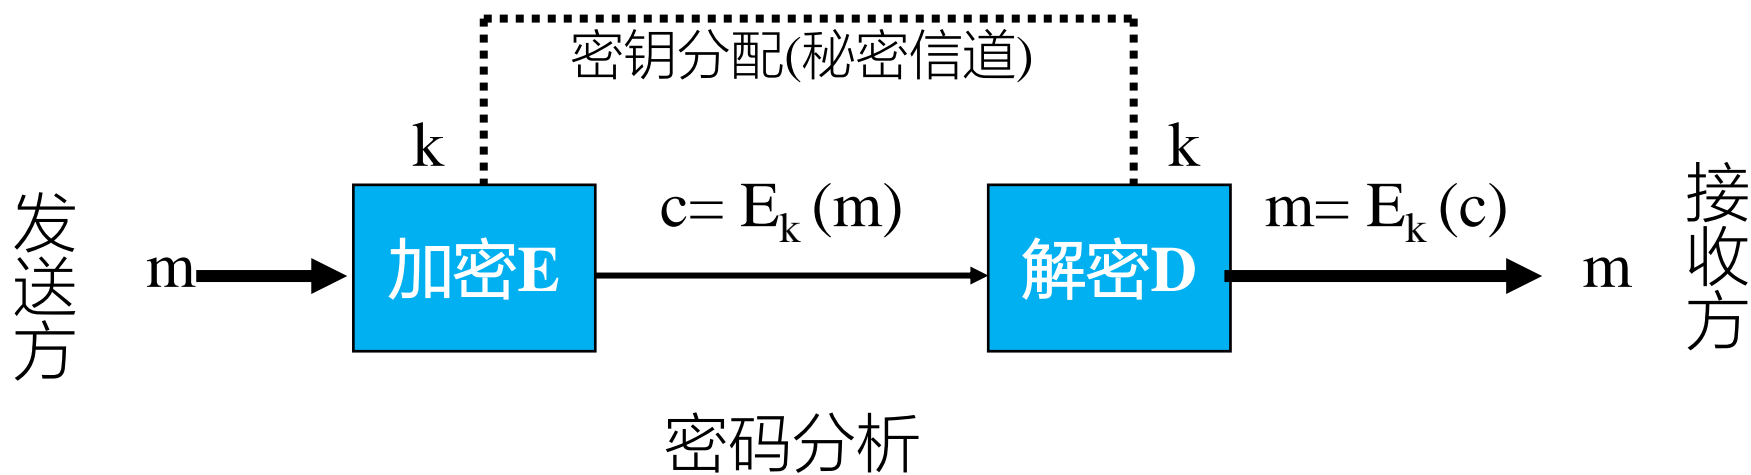 密钥分配(秘密信道)
k
k
发送方
m
加密E
c= Ek (m)
解密D
m= Ek (c)
m
接收方
密码分析